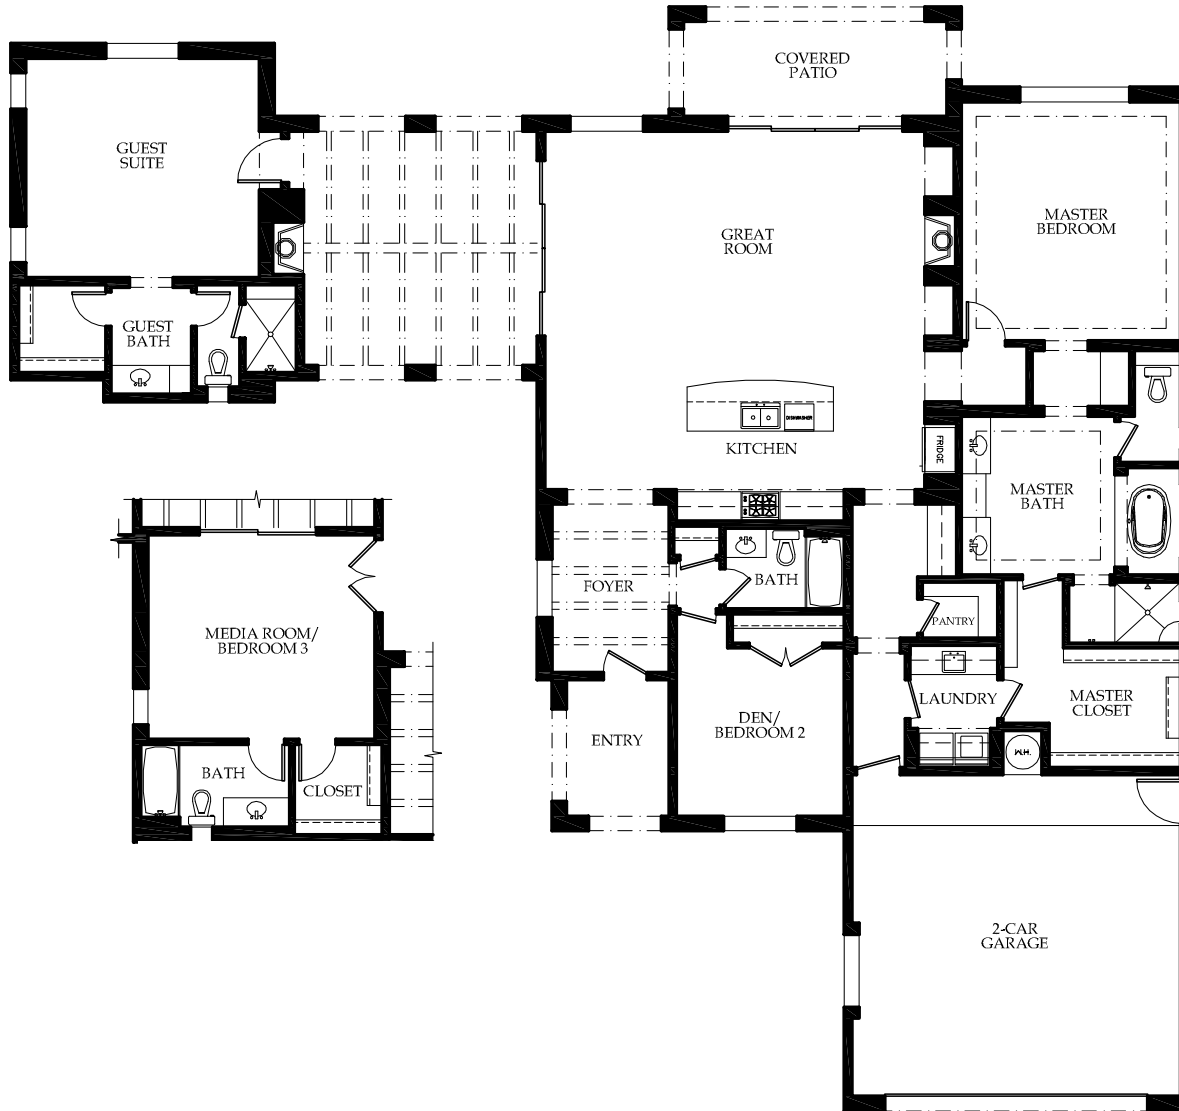 COVERED
PATIO
GUEST
SUITE
MASTER
BEDROOM
GREAT
ROOM
GUEST
BATH
DISHWASHER
KITCHEN
FRIDGE
MASTER
BATH
FOYER
BATH
PANTRY
MEDIA ROOM/
BEDROOM 3
LAUNDRY
MASTER
CLOSET
DEN/
BEDROOM 2
ENTRY
W.H.
BATH
CLOSET
2-CAR
GARAGE